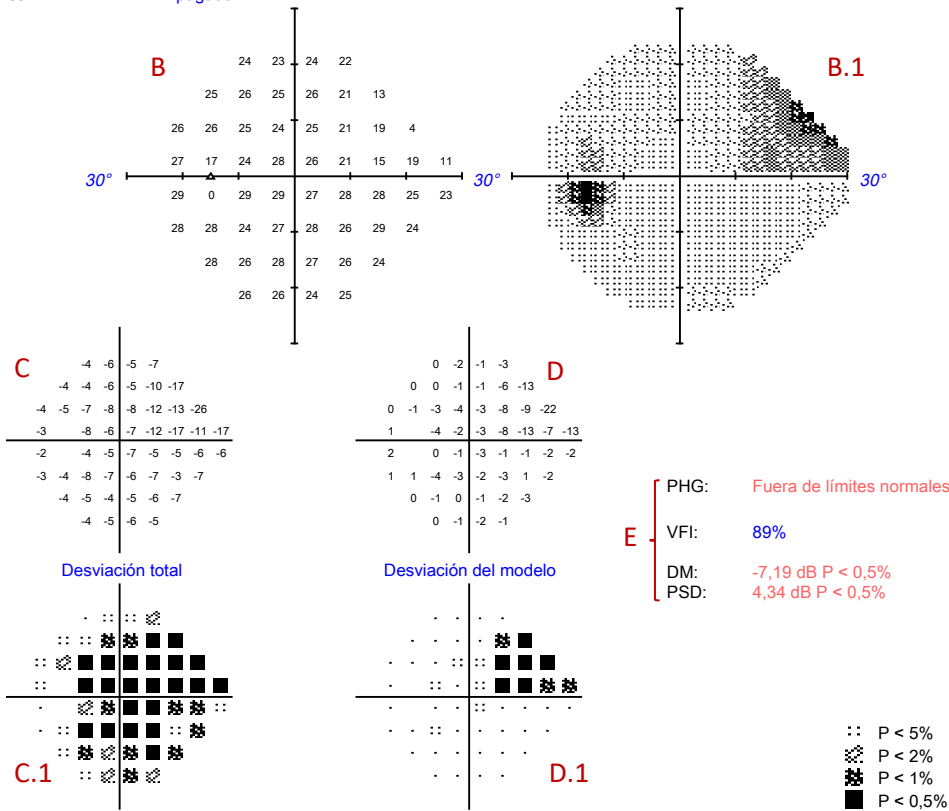 B
24 23 24 22
25 26 25 26 21 13
26 26 25 24 25 21 19 4
27 17 24 28 26 21 15 19 11
30°
29 0 29 29 27 28 28 25 23
28 28 24 27 28 26 29 24
28 26 28 27 26 24
26 26 24 25
B.1
30°
30°
C
-4 -6 -5 -7
-4 -4 -6 -5 -10 -17
-4 -5 -7 -8 -8 -12 -13 -26
-3 -8 -6 -7 -12 -17 -11 -17
-2 -4 -5 -7 -5 -5 -6 -6
-3 -4 -8 -7 -6 -7 -3 -7
-4 -5 -4 -5 -6 -7
-4 -5 -6 -5
D
0 -2 -1 -3
0 0 -1 -1 -6 -13
0 -1 -3 -4 -3 -8 -9 -22
1 -4 -2 -3 -8 -13 -7 -13
2 0 -1 -3 -1 -1 -2 -2
1 1 -4 -3 -2 -3 1 -2
0 -1 0 -1 -2 -3
0 -1 -2 -1
E
PHG: Fuera de límites normales
VFI: 89%
DM: -7,19 dB P < 0,5%
PSD: 4,34 dB P < 0,5%
Desviación total
C.1
Desviación del modelo
D.1
P < 5%
P < 2%
P < 1%
P < 0,5%